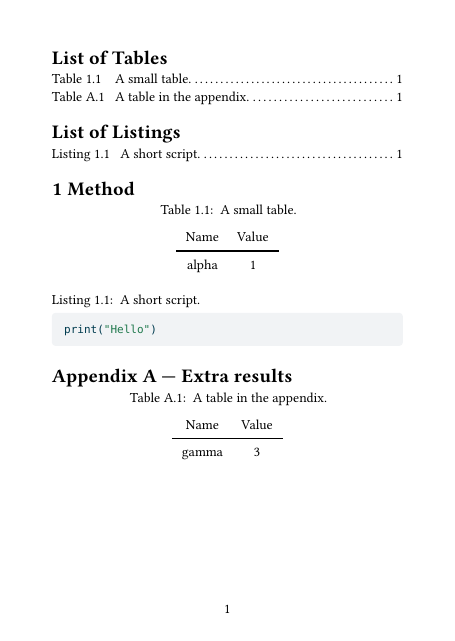 List of Tables
Table 1.1 A small table. . . . . . . . . . . . . . . . . . . . . . . . . . . . . . . . . . . . . . . . 1
Table A.1 A table in the appendix. . . . . . . . . . . . . . . . . . . . . . . . . . . . . 1
List of Listings
Listing 1.1 A short script. . . . . . . . . . . . . . . . . . . . . . . . . . . . . . . . . . . . . . 1
1 Method
Table 1.1: A small table.
Name Value
alpha 1
Listing 1.1: A short script.
print("Hello")
Appendix A — Extra results
Table A.1: A table in the appendix.
Name Value
gamma 3
1